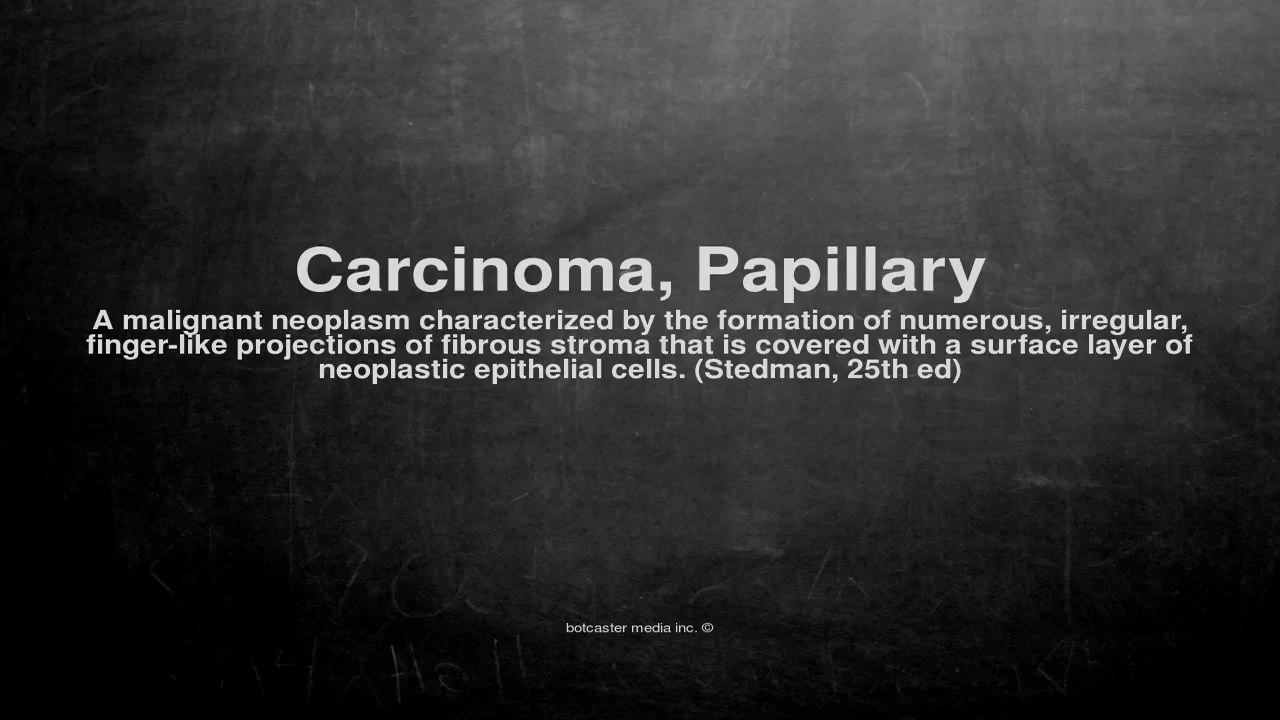 Carcinoma, Papillary
A malignant neoplasm characterized by the formation of numerous, irregular,
finger-like projections of fibrous stroma that is covered with a surface layer of
neoplastic epithelial cells. (Stedman, 25th ed)
botcaster media inc. ©